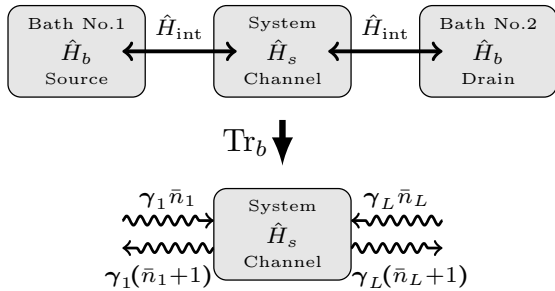 Bath No.1
Ĥ_b
Source
Ĥ_int
System
Ĥ_s
Channel
Ĥ_int
Bath No.2
Ĥ_b
Drain
Tr_b
γ_1 n̄_1
γ_1(n̄_1+1)
System
Ĥ_s
Channel
γ_L n̄_L
γ_L(n̄_L+1)